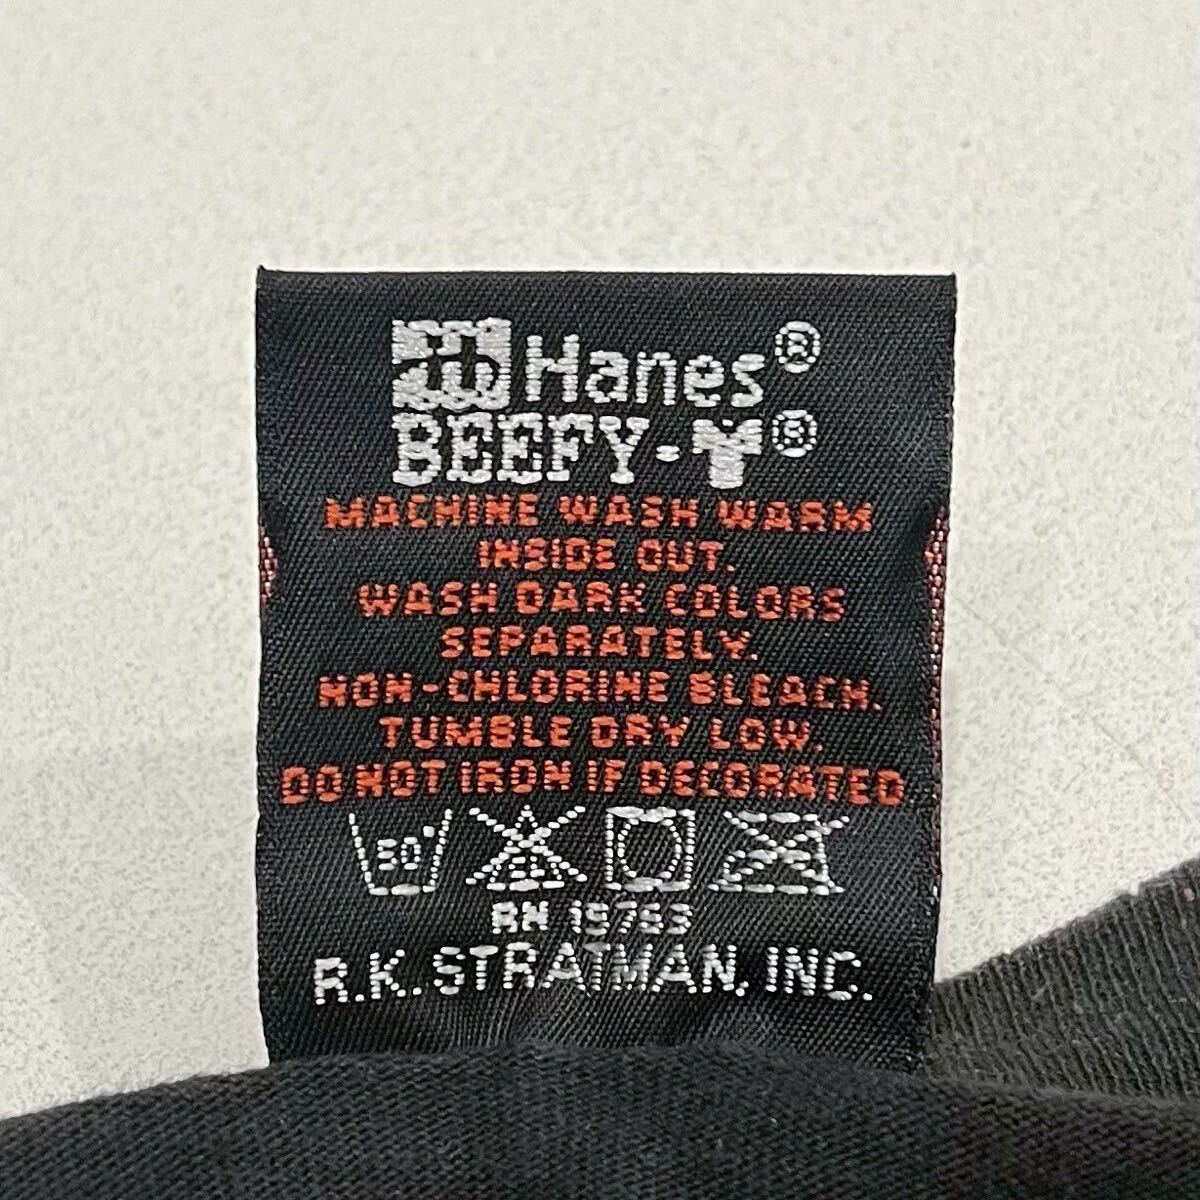 Hanes®
BEEFY-T®
MACHINE WASH WARM
INSIDE OUT.
WASH DARK COLORS
SEPARATELY.
NON-CHLORINE BLEACH.
TUMBLE DRY LOW.
DO NOT IRON IF DECORATED
RN 15763
R.K.STRATMAN, INC.